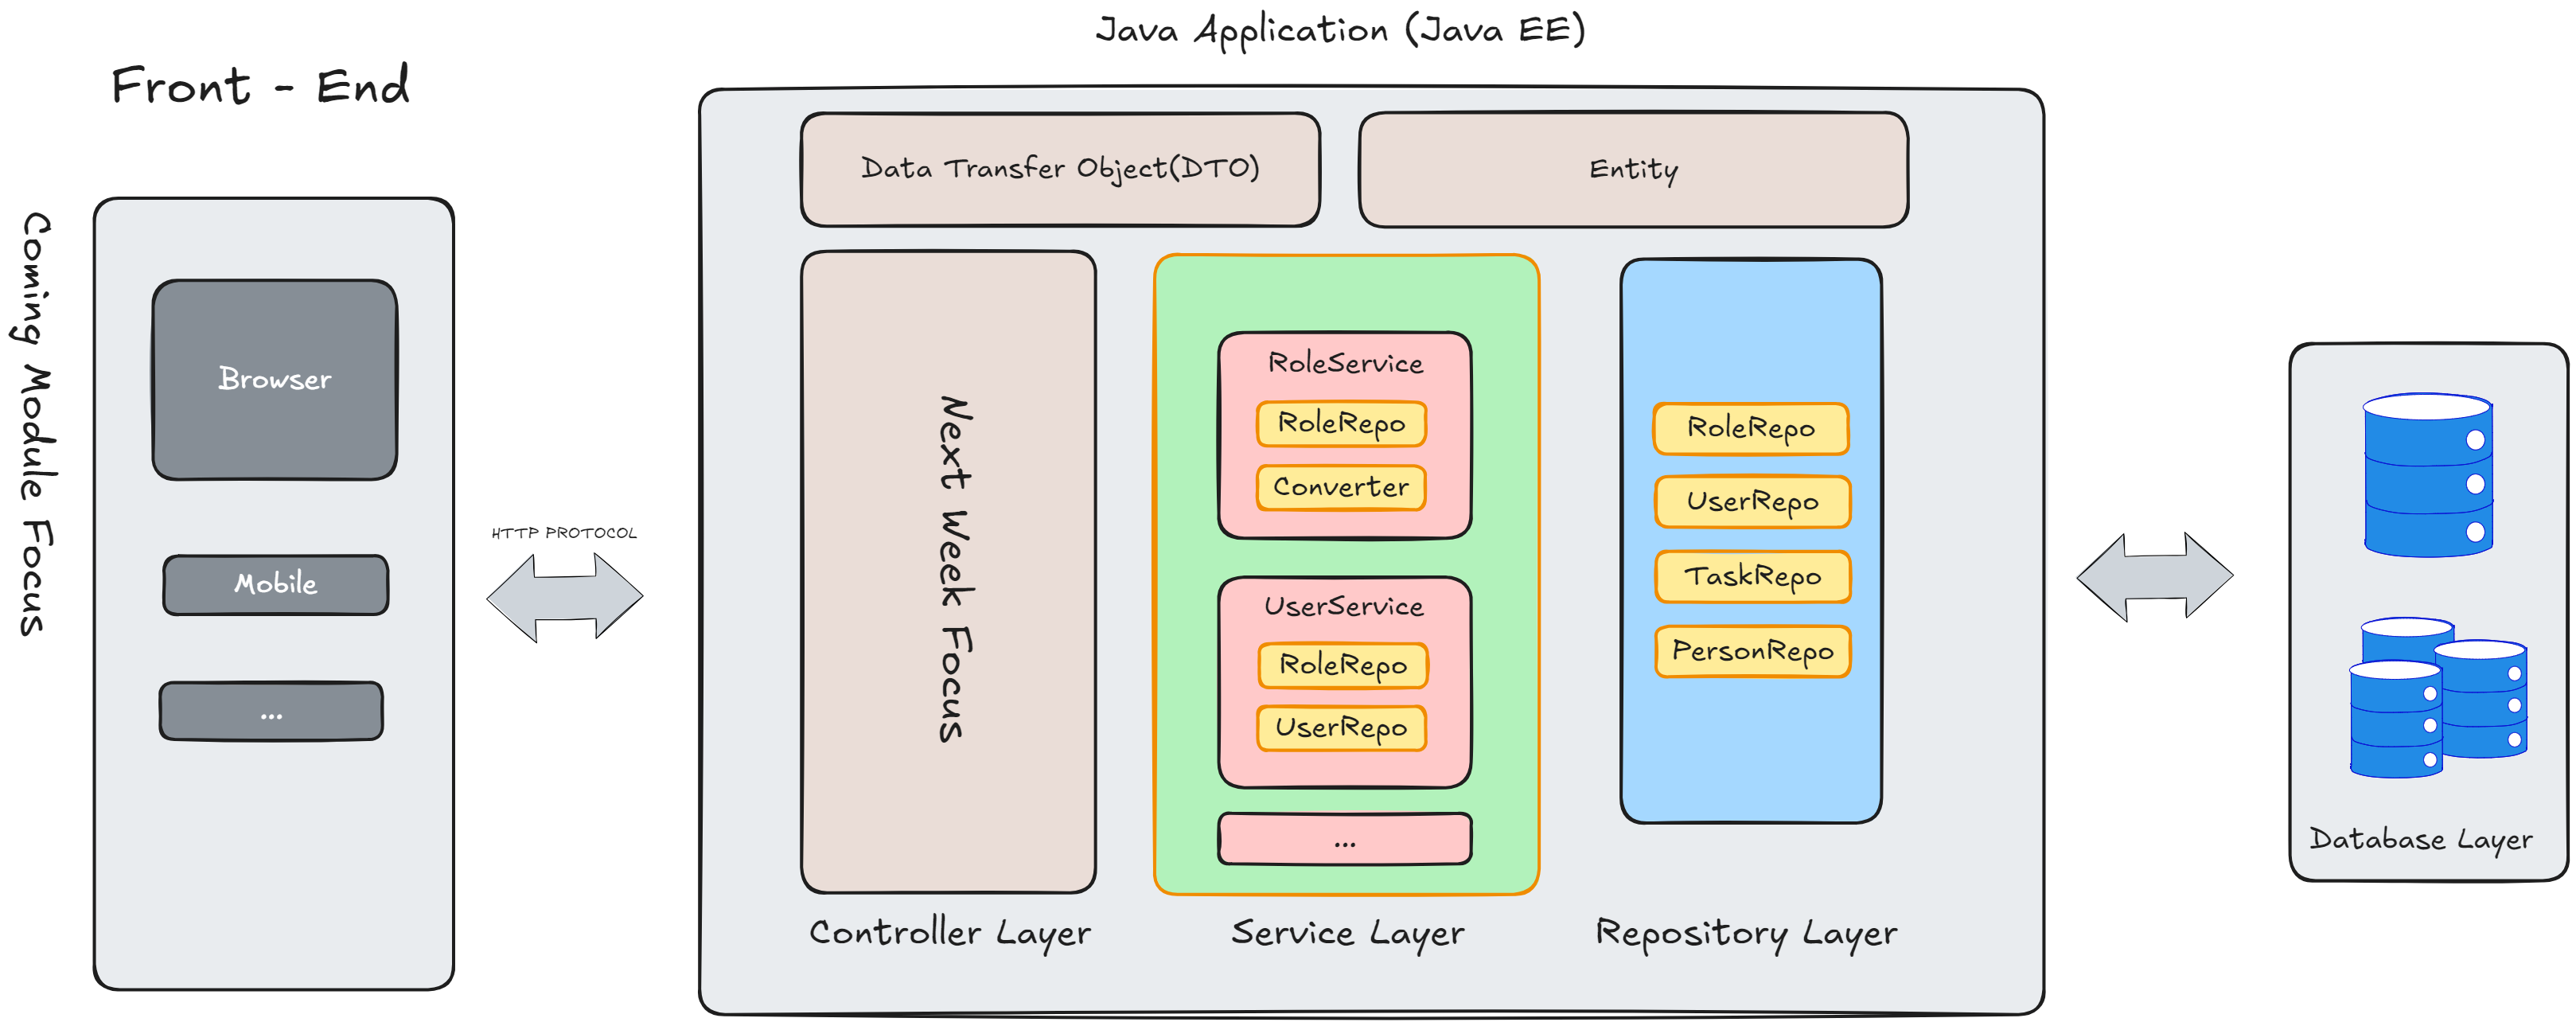 Java Application (Java EE)
Front - End
Coming Module Focus
Browser
Mobile
...
HTTP PROTOCOL
Data Transfer Object(DTO)
Entity
Next Week Focus
Controller Layer
RoleService
RoleRepo
Converter
UserService
RoleRepo
UserRepo
...
Service Layer
RoleRepo
UserRepo
TaskRepo
PersonRepo
Repository Layer
Database Layer